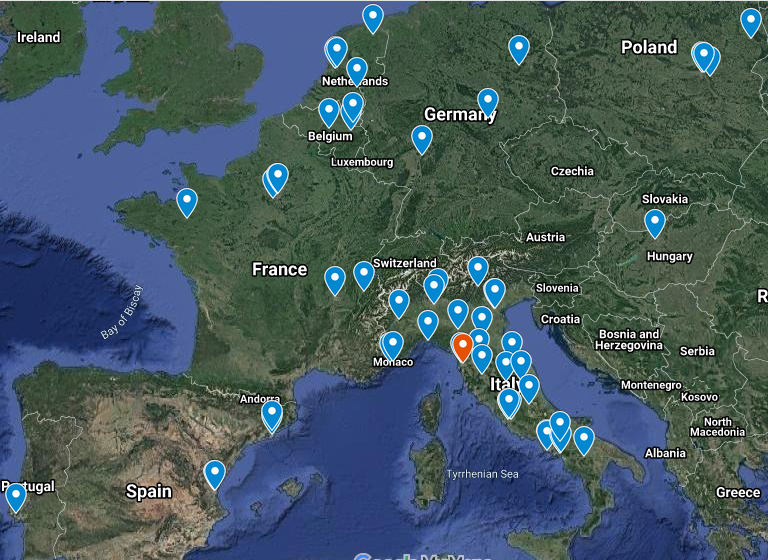 Ireland
Poland
Netherlands
Germany
Belgium
Luxembourg
Czechia
Slovakia
Austria
Hungary
France
Switzerland
Slovenia
Croatia
Bay of Biscay
Bosnia and
Herzegovina
Serbia
Monaco
Italy
Montenegro
Kosovo
Andorra
North
Macedonia
Albania
Tyrrhenian Sea
Portugal
Spain
Greece
R